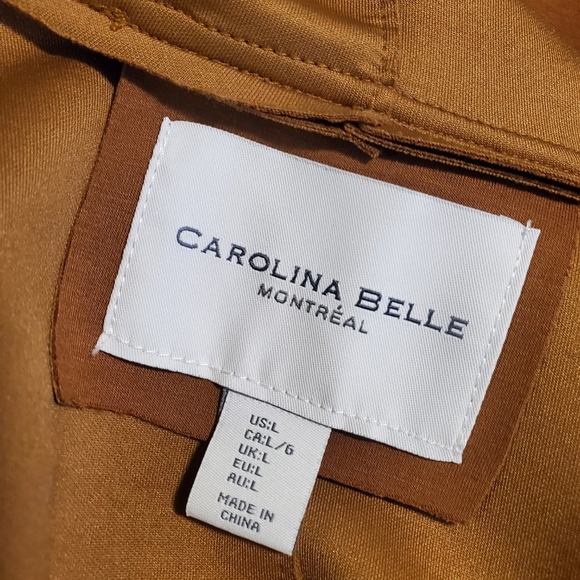 CAROLINA BELLE
MONTRÉAL
US:L
CA:L/G
UK:L
EU:L
AU:L
MADE IN
CHINA